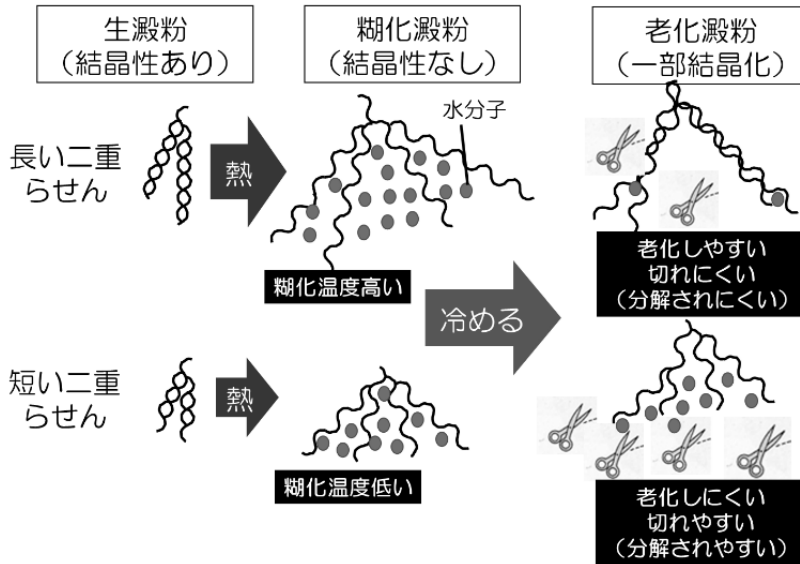 生澱粉
（結晶性あり）
糊化澱粉
（結晶性なし）
老化澱粉
（一部結晶化）
長い二重
らせん
熱
水分子
糊化温度高い
老化しやすい
切れにくい
（分解されにくい）
冷める
短い二重
らせん
熱
糊化温度低い
老化しにくい
切れやすい
（分解されやすい）